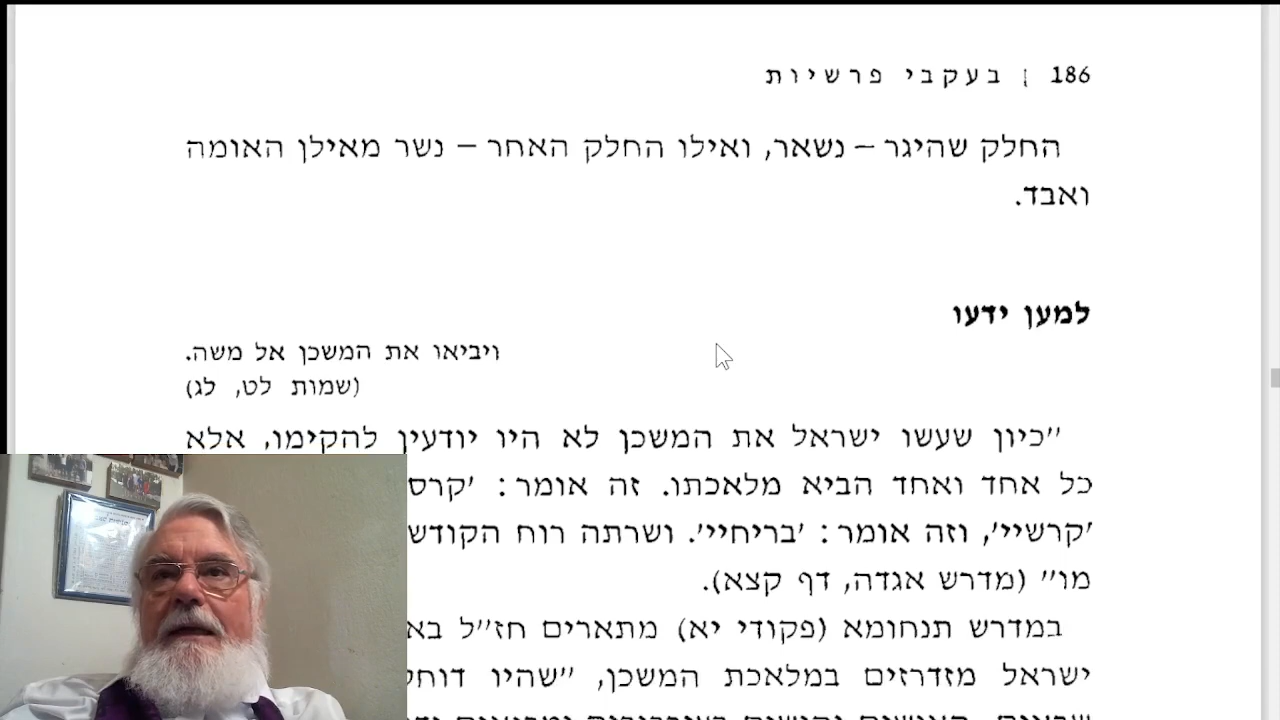 186 | בעקבי פרשיות
החלק שהיגר – נשאר, ואילו החלק האחר – נשר מאילן האומה
ואבד.
למען ידעו
ויביאו את המשכן אל משה.
(שמות לט, לג)
"כיון שעשו ישראל את המשכן לא היו יודעין להקימו, אלא
כל אחד ואחד הביא מלאכתו. זה אומר: 'קרס
'קרשיי', וזה אומר: 'בריחיי'. ושרתה רוח הקודש
מו" (מדרש אגדה, דף קצא).
במדרש תנחומא (פקודי יא) מתארים חז"ל בא
ישראל מזדרזים במלאכת המשכן, "שהיו דוחק